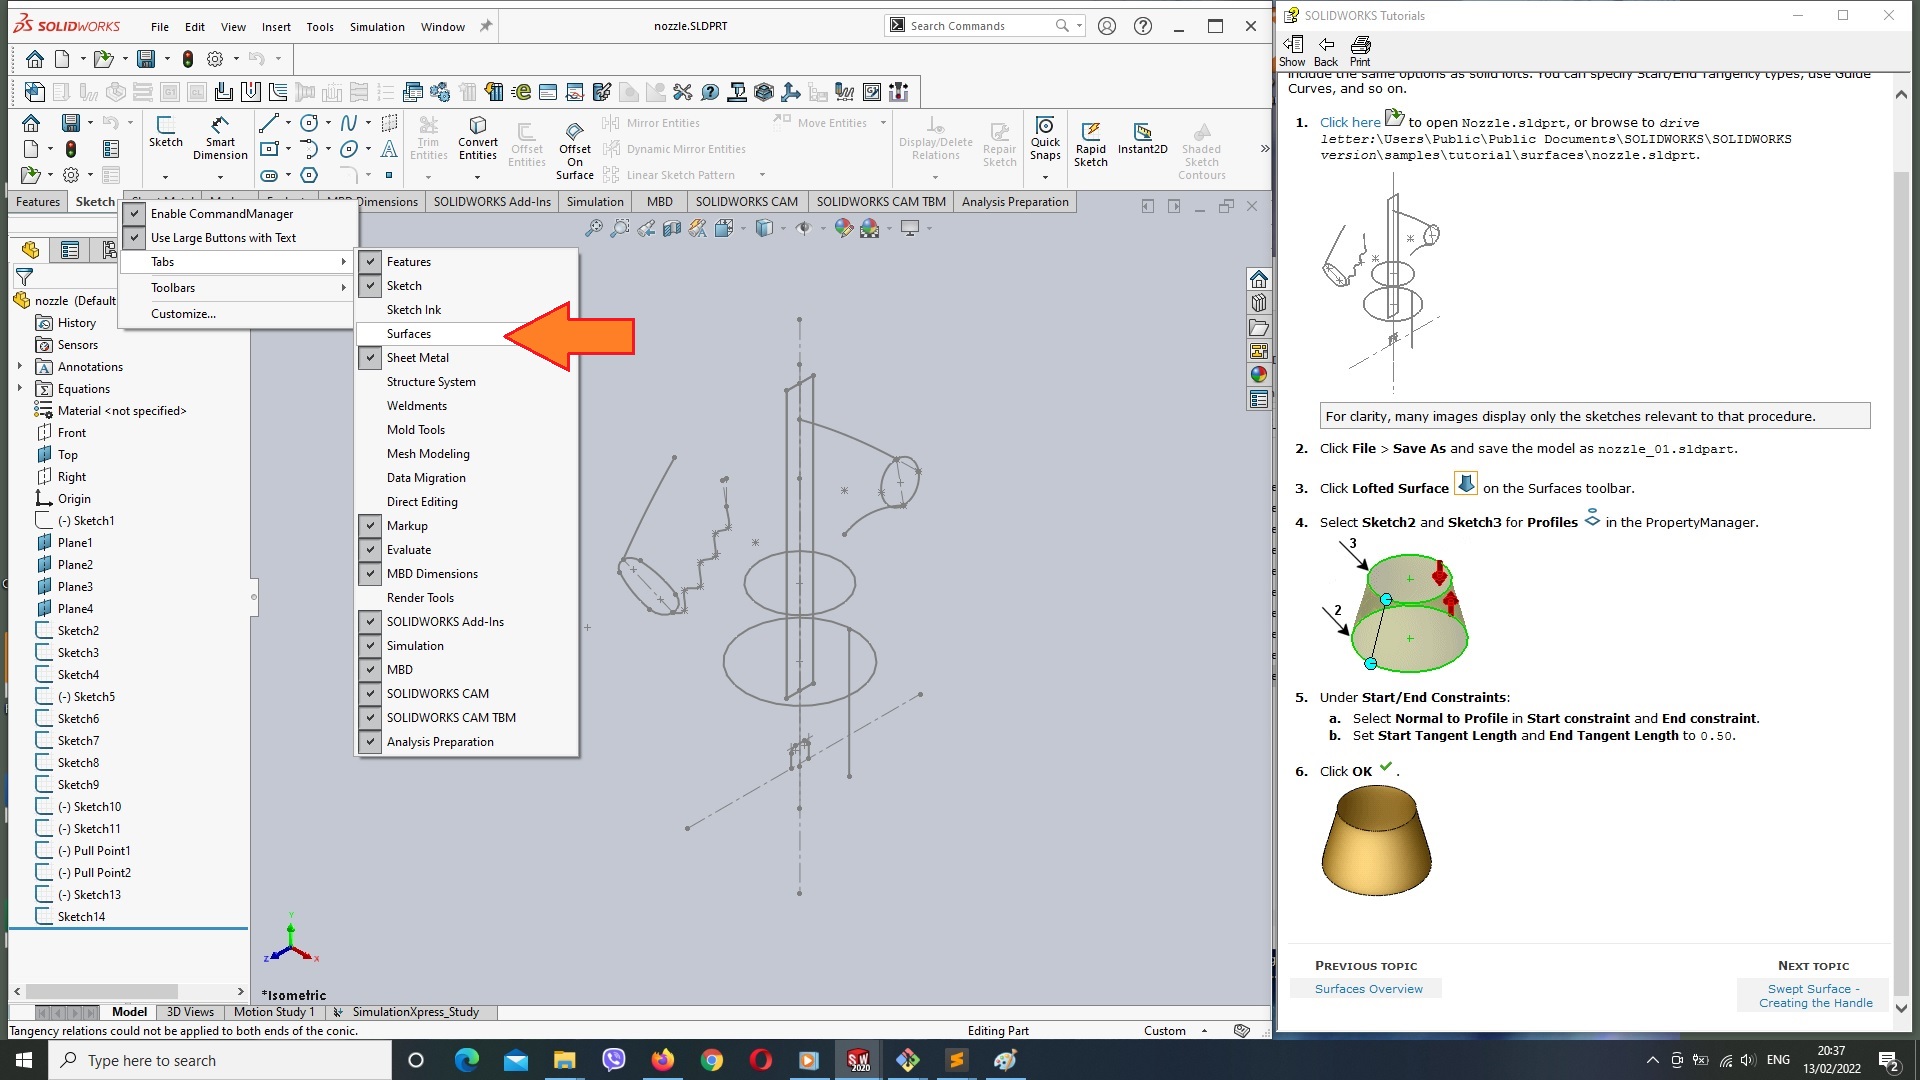 SOLIDWORKS
File Edit View Insert Tools Simulation Window
nozzle.SLDPRT
Search Commands
Sketch
Smart Dimension
Trim Entities
Convert Entities
Offset Entities
Offset On Surface
Mirror Entities
Dynamic Mirror Entities
Linear Sketch Pattern
Move Entities
Display/Delete Relations
Repair Sketch
Quick Snaps
Rapid Sketch
Instant2D
Shaded Sketch Contours
Features Sketch MBD Dimensions SOLIDWORKS Add-Ins Simulation MBD SOLIDWORKS CAM SOLIDWORKS CAM TBM Analysis Preparation
Enable CommandManager
Use Large Buttons with Text
Tabs
Toolbars
Customize...
Features
Sketch
Sketch Ink
Surfaces
Sheet Metal
Structure System
Weldments
Mold Tools
Mesh Modeling
Data Migration
Direct Editing
Markup
Evaluate
MBD Dimensions
Render Tools
SOLIDWORKS Add-Ins
Simulation
MBD
SOLIDWORKS CAM
SOLIDWORKS CAM TBM
Analysis Preparation
nozzle (Default
History
Sensors
Annotations
Equations
Material <not specified>
Front
Top
Right
Origin
(-) Sketch1
Plane1
Plane2
Plane3
Plane4
Sketch2
Sketch3
Sketch4
(-) Sketch5
Sketch6
Sketch7
Sketch8
Sketch9
(-) Sketch10
(-) Sketch11
(-) Pull Point1
(-) Pull Point2
(-) Sketch13
Sketch14
Y
Z
X
*Isometric
Model 3D Views Motion Study 1 SimulationXpress_Study
Tangency relations could not be applied to both ends of the conic.
Editing Part
Custom
SOLIDWORKS Tutorials
Show Back Print
include the same options as solid lofts. You can specify Start/End Tangency types, use Guide
Curves, and so on.
1. Click here to open Nozzle.sldprt, or browse to drive
letter:\Users\Public\Public Documents\SOLIDWORKS\SOLIDWORKS
version\samples\tutorial\surfaces\nozzle.sldprt.
For clarity, many images display only the sketches relevant to that procedure.
2. Click File > Save As and save the model as nozzle_01.sldpart.
3. Click Lofted Surface on the Surfaces toolbar.
4. Select Sketch2 and Sketch3 for Profiles in the PropertyManager.
3
2
5. Under Start/End Constraints:
a. Select Normal to Profile in Start constraint and End constraint.
b. Set Start Tangent Length and End Tangent Length to 0.50.
6. Click OK .
PREVIOUS TOPIC
Surfaces Overview
NEXT TOPIC
Swept Surface -
Creating the Handle
Type here to search
SW
2020
ENG
20:37
13/02/2022
2